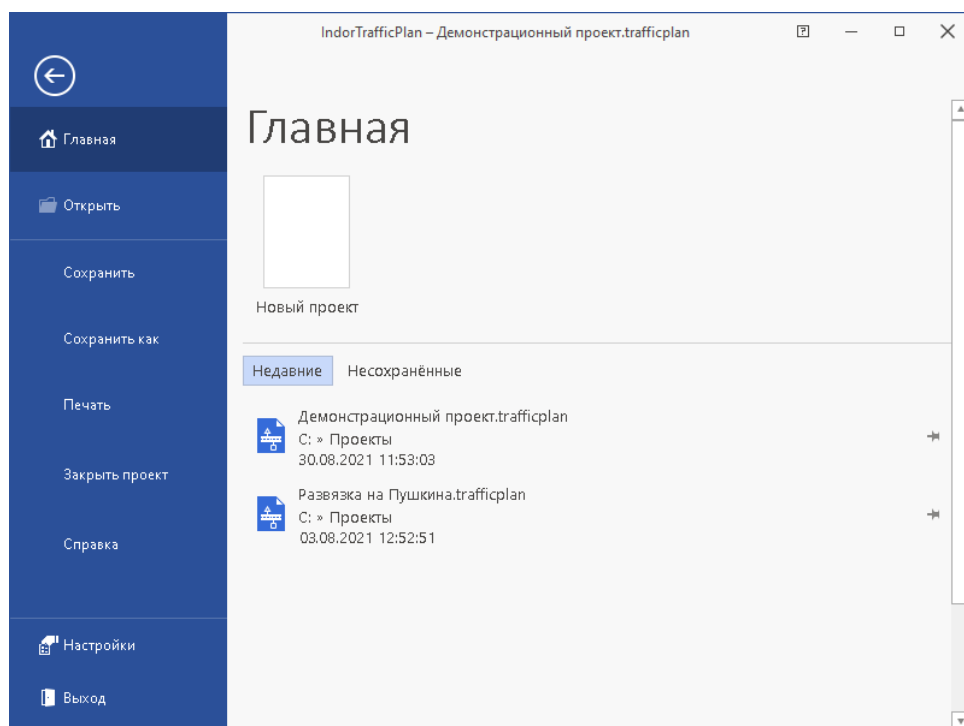 IndorTrafficPlan – Демонстрационный проект.trafficplan
Главная
Открыть
Сохранить
Сохранить как
Печать
Закрыть проект
Справка
Настройки
Выход
Главная
Новый проект
Недавние Несохранённые
Демонстрационный проект.trafficplan
C: » Проекты
30.08.2021 11:53:03
Развязка на Пушкина.trafficplan
C: » Проекты
03.08.2021 12:52:51